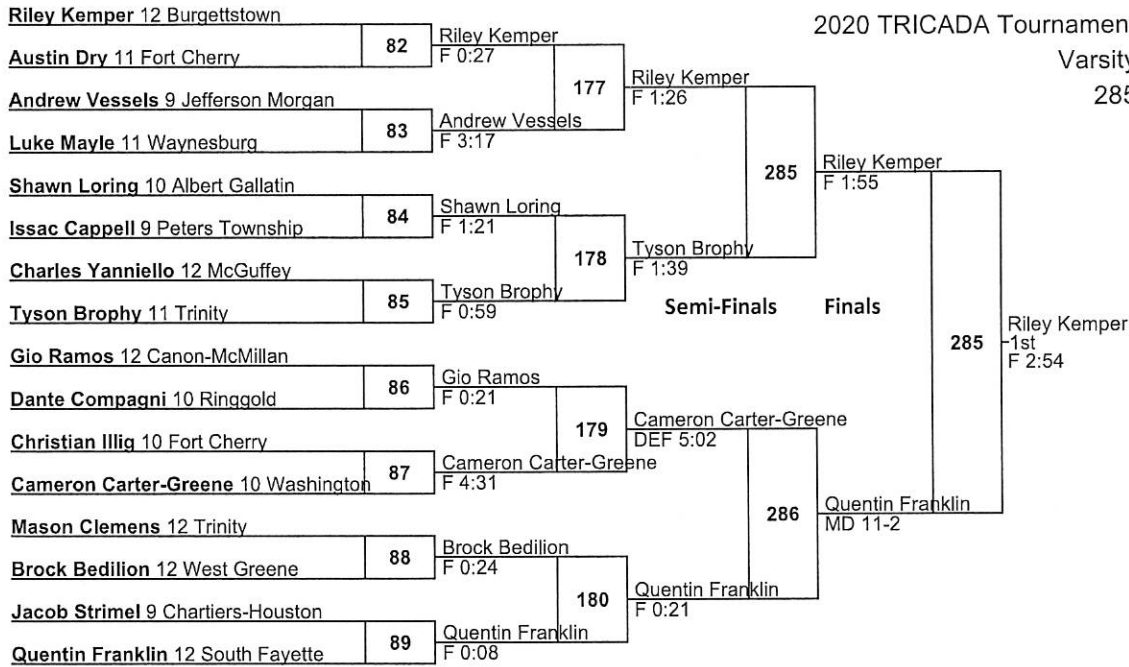 2020 TRICADA Tournamen
Varsity
285
Riley Kemper 12 Burgettstown
82
Austin Dry 11 Fort Cherry
Riley Kemper
F 0:27
177
Andrew Vessels 9 Jefferson Morgan
83
Luke Mayle 11 Waynesburg
Andrew Vessels
F 3:17
Riley Kemper
F 1:26
285
Shawn Loring 10 Albert Gallatin
84
Issac Cappell 9 Peters Township
Shawn Loring
F 1:21
178
Charles Yanniello 12 McGuffey
85
Tyson Brophy 11 Trinity
Tyson Brophy
F 0:59
Tyson Brophy
F 1:39
Riley Kemper
F 1:55
Semi-Finals Finals
285
Riley Kemper
1st
F 2:54
Gio Ramos 12 Canon-McMillan
86
Dante Compagni 10 Ringgold
Gio Ramos
F 0:21
179
Christian Illig 10 Fort Cherry
87
Cameron Carter-Greene 10 Washington
Cameron Carter-Greene
F 4:31
Cameron Carter-Greene
DEF 5:02
286
Mason Clemens 12 Trinity
88
Brock Bedilion 12 West Greene
Brock Bedilion
F 0:24
180
Jacob Strimel 9 Chartiers-Houston
89
Quentin Franklin 12 South Fayette
Quentin Franklin
F 0:08
Quentin Franklin
F 0:21
Quentin Franklin
MD 11-2